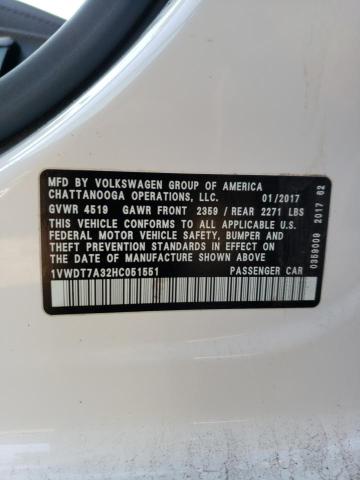 MFD BY VOLKSWAGEN GROUP OF AMERICA
CHATTANOOGA OPERATIONS, LLC. 01/2017
GVWR 4519 GAWR FRONT 2359 / REAR 2271 LBS
THIS VEHICLE CONFORMS TO ALL APPLICABLE U.S.
FEDERAL MOTOR VEHICLE SAFETY, BUMPER AND
THEFT PREVENTION STANDARDS IN EFFECT ON THE
DATE OF MANUFACTURE SHOWN ABOVE
1VWDT7A32HC051551 PASSENGER CAR
0359009 2017 62